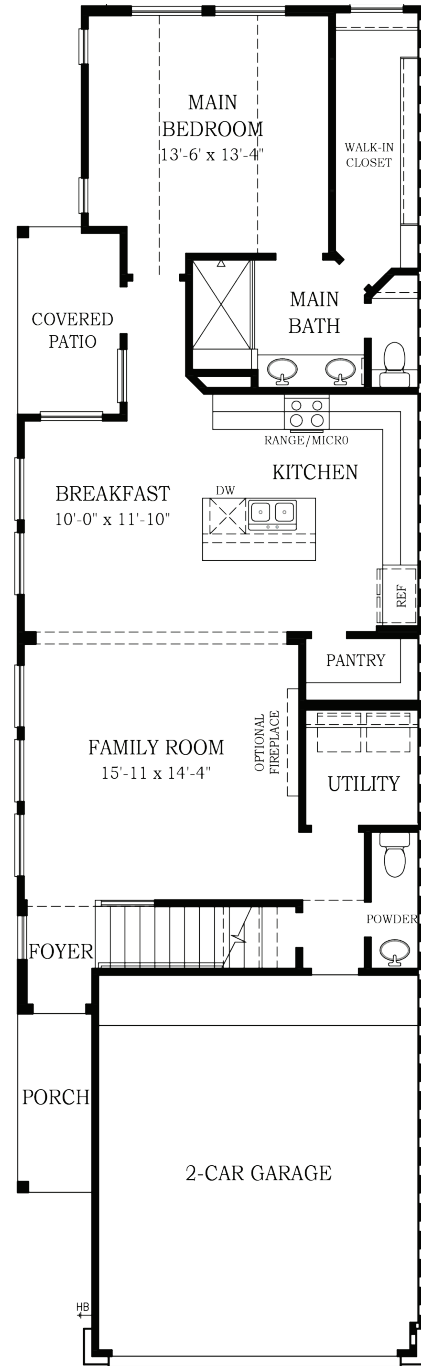 MAIN
BEDROOM
13'-6' x 13'-4"
WALK-IN
CLOSET
COVERED
PATIO
MAIN
BATH
RANGE/MICRO
KITCHEN
DW
BREAKFAST
10'-0" x 11'-10"
REF
PANTRY
OPTIONAL
FIREPLACE
FAMILY ROOM
15'-11 x 14'-4"
UTILITY
POWDER
FOYER
PORCH
2-CAR GARAGE
HB